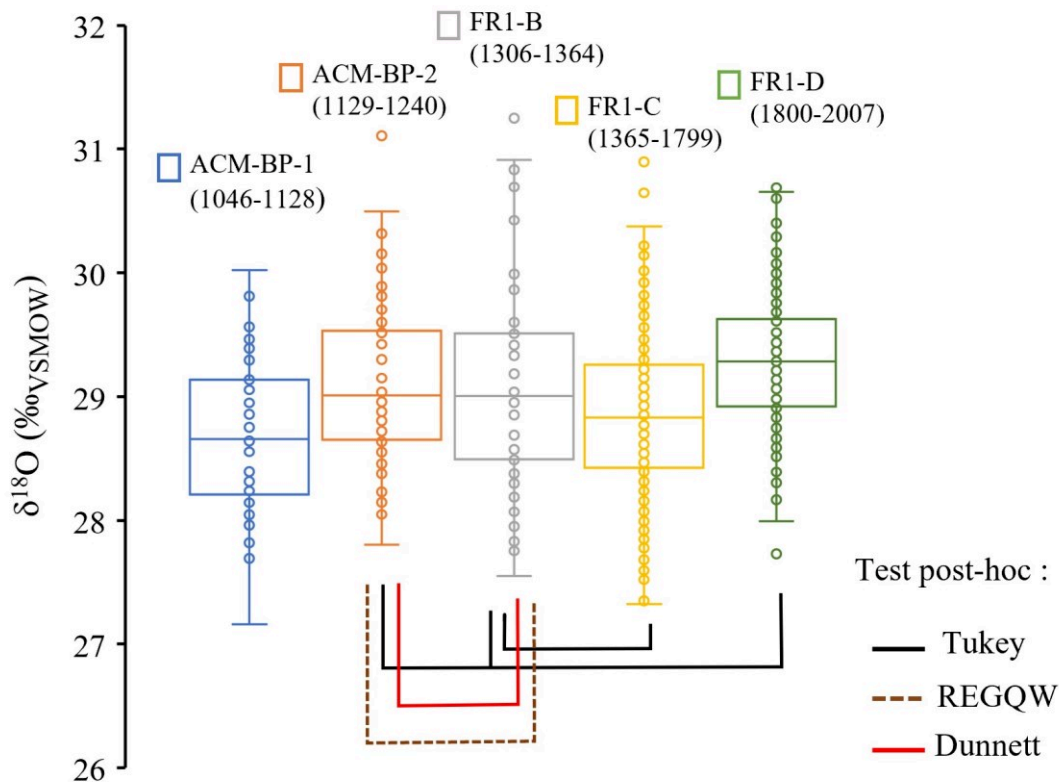 32
31
30
29
28
27
26
δ¹⁸O (‰VSMOW)
ACM-BP-1
(1046-1128)
ACM-BP-2
(1129-1240)
FR1-B
(1306-1364)
FR1-C
(1365-1799)
FR1-D
(1800-2007)
Test post-hoc :
Tukey
REGQW
Dunnett